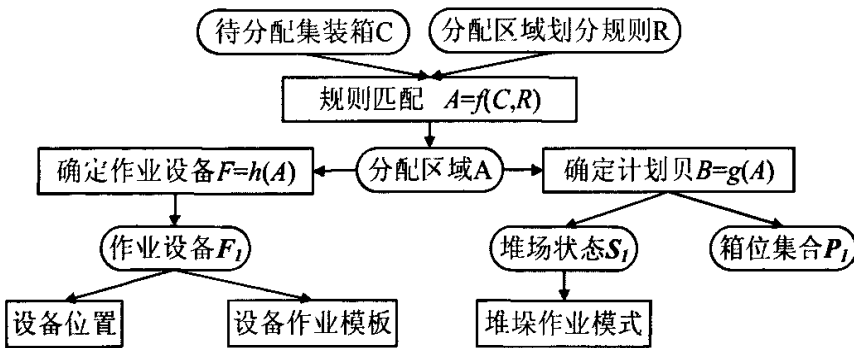 待分配集装箱C
分配区域划分规则R
规则匹配 A=f(C,R)
确定作业设备F=h(A)
分配区域A
确定计划贝B=g(A)
作业设备F₁
堆场状态S₁
箱位集合P₁
设备位置
设备作业模板
堆垛作业模式